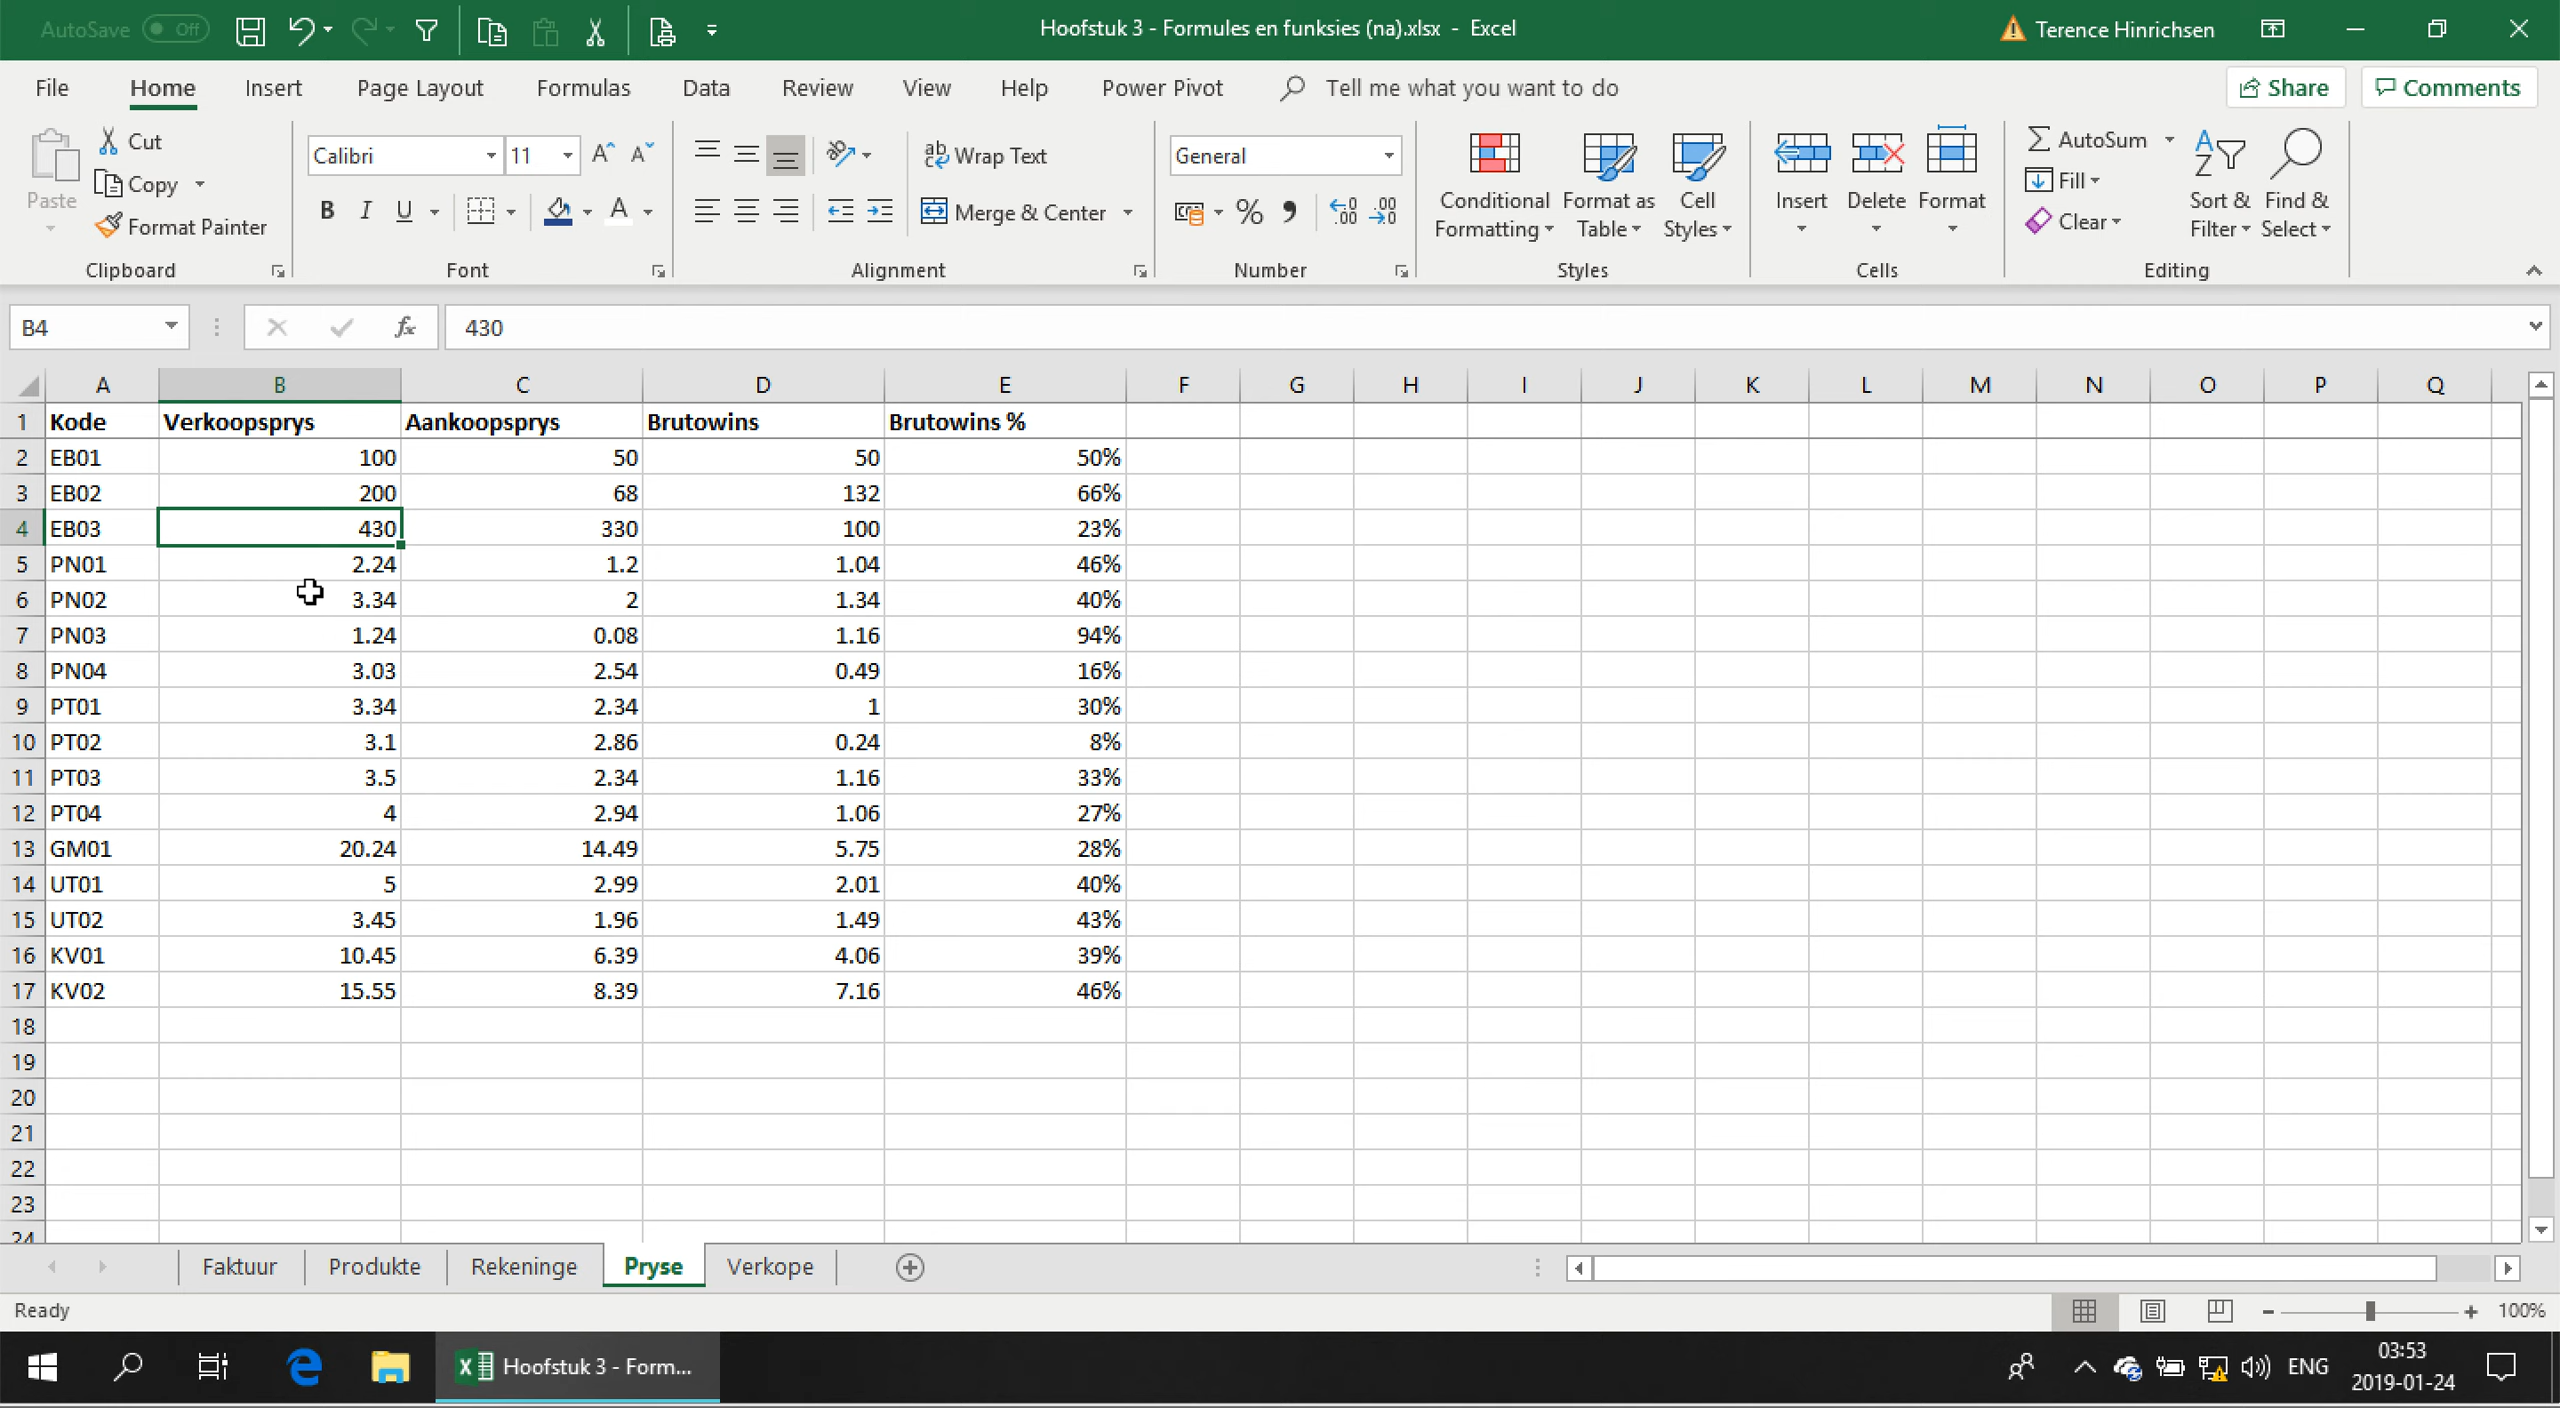 AutoSave Off Hoofstuk 3 - Formules en funksies (na).xlsx - Excel Terence Hinrichsen
File Home Insert Page Layout Formulas Data Review View Help Power Pivot Tell me what you want to do Share Comments
Paste Cut Copy Format Painter Clipboard
Calibri 11 B I U A Font
Wrap Text Merge & Center Alignment
General % Number
Conditional Formatting Format as Table Cell Styles Styles
Insert Delete Format Cells
AutoSum Fill Clear Sort & Filter Find & Select Editing
B4 fx 430
A B C D E F G H I J K L M N O P Q
1 Kode Verkoopsprys Aankoopsprys Brutowins Brutowins %
2 EB01 100 50 50 50%
3 EB02 200 68 132 66%
4 EB03 430 330 100 23%
5 PN01 2.24 1.2 1.04 46%
6 PN02 3.34 2 1.34 40%
7 PN03 1.24 0.08 1.16 94%
8 PN04 3.03 2.54 0.49 16%
9 PT01 3.34 2.34 1 30%
10 PT02 3.1 2.86 0.24 8%
11 PT03 3.5 2.34 1.16 33%
12 PT04 4 2.94 1.06 27%
13 GM01 20.24 14.49 5.75 28%
14 UT01 5 2.99 2.01 40%
15 UT02 3.45 1.96 1.49 43%
16 KV01 10.45 6.39 4.06 39%
17 KV02 15.55 8.39 7.16 46%
18
19
20
21
22
23
24
Faktuur Produkte Rekeninge Pryse Verkope
Ready 100%
Hoofstuk 3 - Form... ENG 03:53
2019-01-24